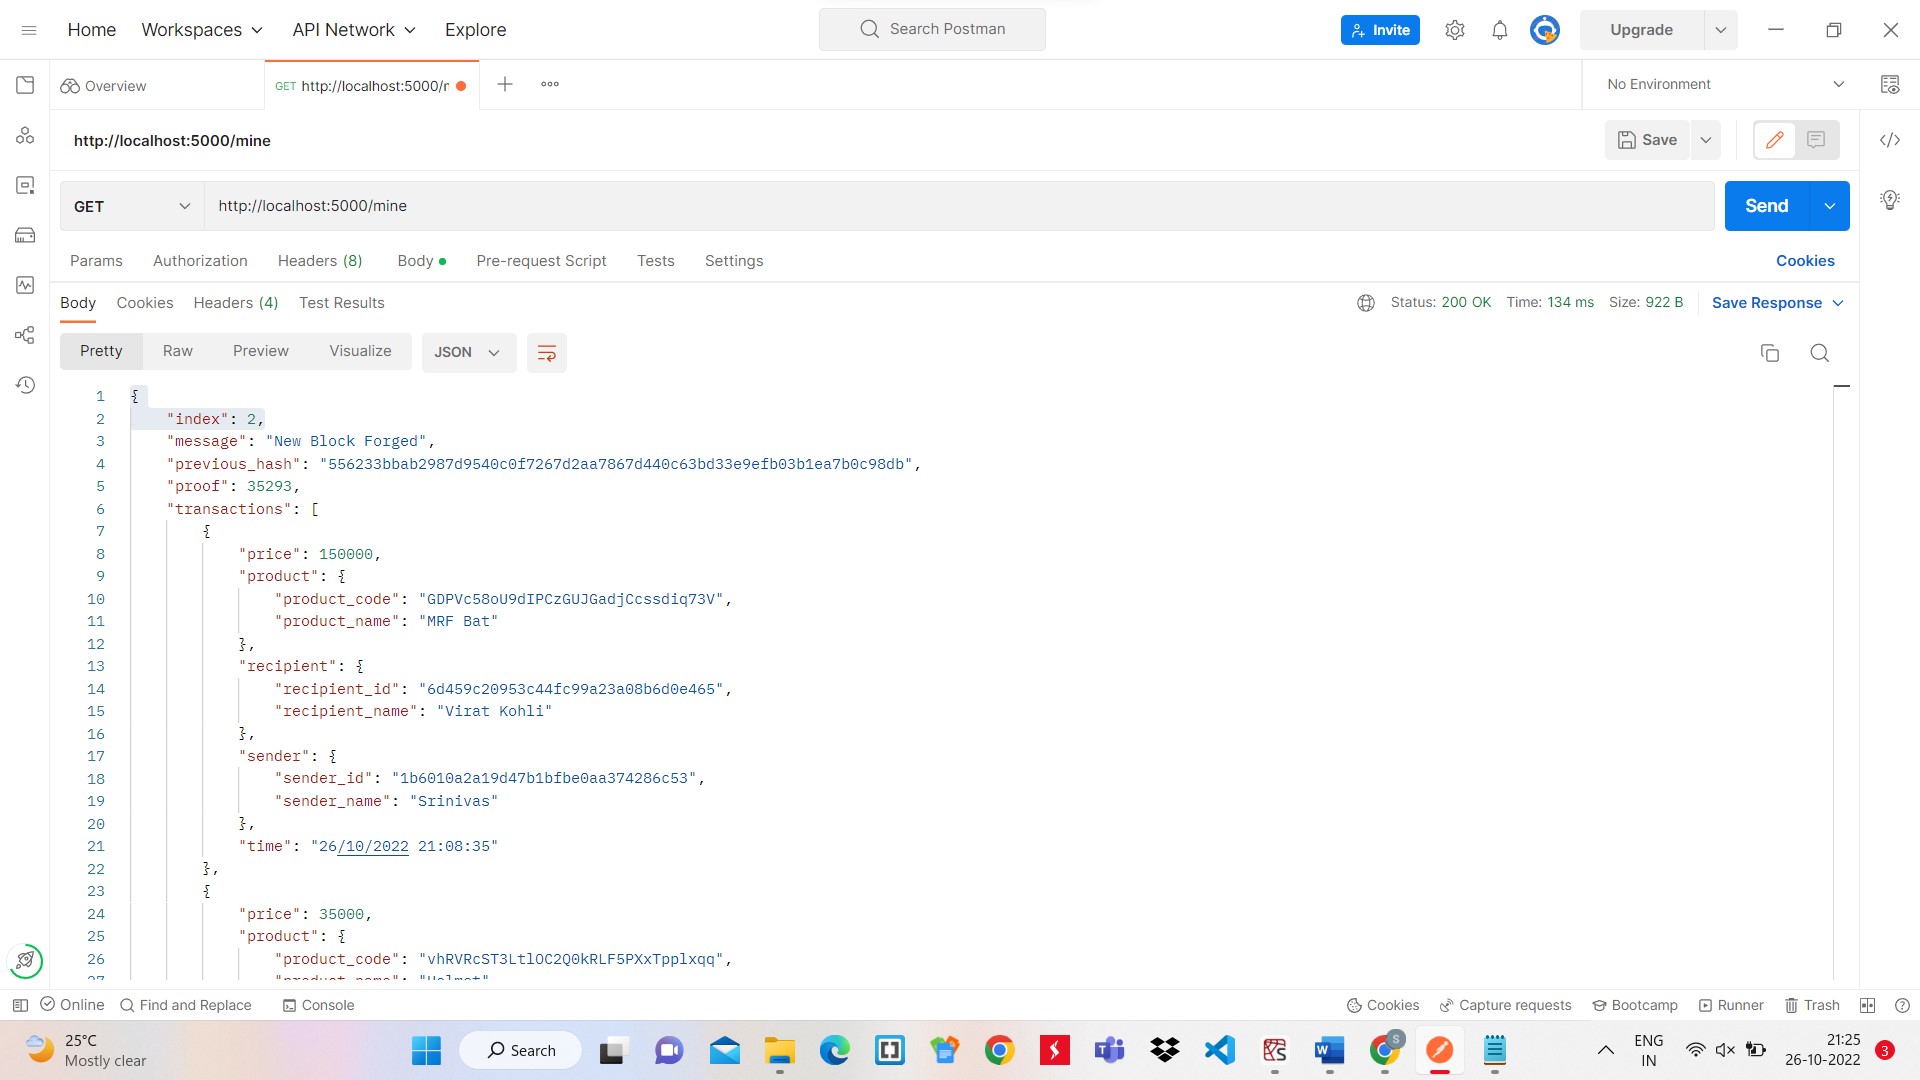 Home Workspaces API Network Explore Search Postman Invite Upgrade
Overview GET http://localhost:5000/m No Environment
http://localhost:5000/mine Save
GET http://localhost:5000/mine Send
Params Authorization Headers (8) Body Pre-request Script Tests Settings Cookies
Body Cookies Headers (4) Test Results Status: 200 OK Time: 134 ms Size: 922 B Save Response
Pretty Raw Preview Visualize JSON
1 {
2 "index": 2,
3 "message": "New Block Forged",
4 "previous_hash": "556233bbab2987d9540c0f7267d2aa7867d440c63bd33e9efb03b1ea7b0c98db",
5 "proof": 35293,
6 "transactions": [
7 {
8 "price": 150000,
9 "product": {
10 "product_code": "GDPVc58oU9dIPCzGUJGadjCcssdiq73V",
11 "product_name": "MRF Bat"
12 },
13 "recipient": {
14 "recipient_id": "6d459c20953c44fc99a23a08b6d0e465",
15 "recipient_name": "Virat Kohli"
16 },
17 "sender": {
18 "sender_id": "1b6010a2a19d47b1bfbe0aa374286c53",
19 "sender_name": "Srinivas"
20 },
21 "time": "26/10/2022 21:08:35"
22 },
23 {
24 "price": 35000,
25 "product": {
26 "product_code": "vhRVRcST3LtlOC2Q0kRLF5PXxTpplxqq",
27 "product_name": "Helmet"
Online Find and Replace Console Cookies Capture requests Bootcamp Runner Trash
25°C Search ENG 21:25
Mostly clear IN 26-10-2022 3